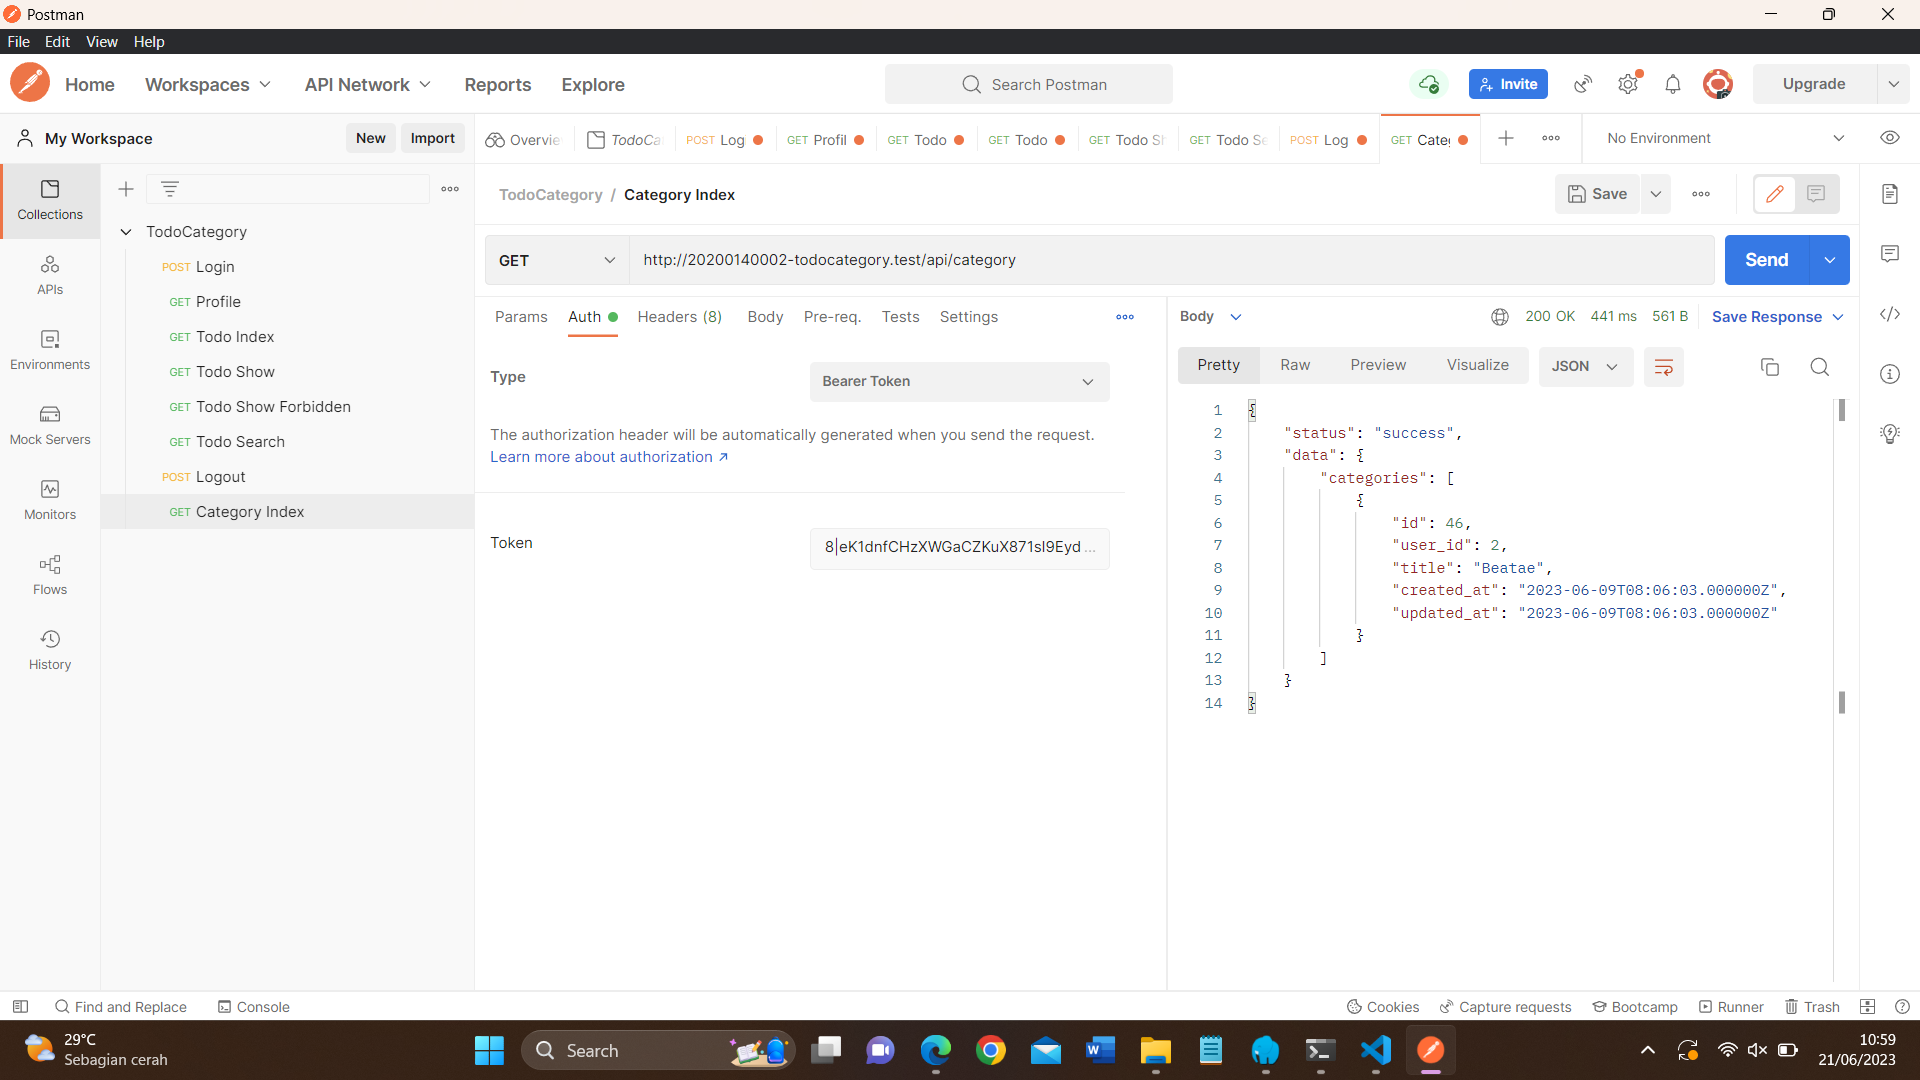 Postman
File Edit View Help
Home Workspaces API Network Reports Explore
Search Postman
Invite
Upgrade
My Workspace
New Import
Overvie
TodoCa
POST Log
GET Profil
GET Todo
GET Todo
GET Todo Sh
GET Todo Se
POST Log
GET Cate
No Environment
Collections
APIs
Environments
Mock Servers
Monitors
Flows
History
TodoCategory
POST Login
GET Profile
GET Todo Index
GET Todo Show
GET Todo Show Forbidden
GET Todo Search
POST Logout
GET Category Index
TodoCategory / Category Index
Save
GET http://20200140002-todocategory.test/api/category
Send
Params Auth Headers (8) Body Pre-req. Tests Settings
Type Bearer Token
The authorization header will be automatically generated when you send the request.
Learn more about authorization ↗
Token 8|eK1dnfCHzXWGaCZKuX871sI9Eyd ...
Body 200 OK 441 ms 561 B Save Response
Pretty Raw Preview Visualize JSON
1 {
2 "status": "success",
3 "data": {
4 "categories": [
5 {
6 "id": 46,
7 "user_id": 2,
8 "title": "Beatae",
9 "created_at": "2023-06-09T08:06:03.000000Z",
10 "updated_at": "2023-06-09T08:06:03.000000Z"
11 }
12 ]
13 }
14 }
Find and Replace Console
Cookies Capture requests Bootcamp Runner Trash
29°C
Sebagian cerah
Search
10:59
21/06/2023